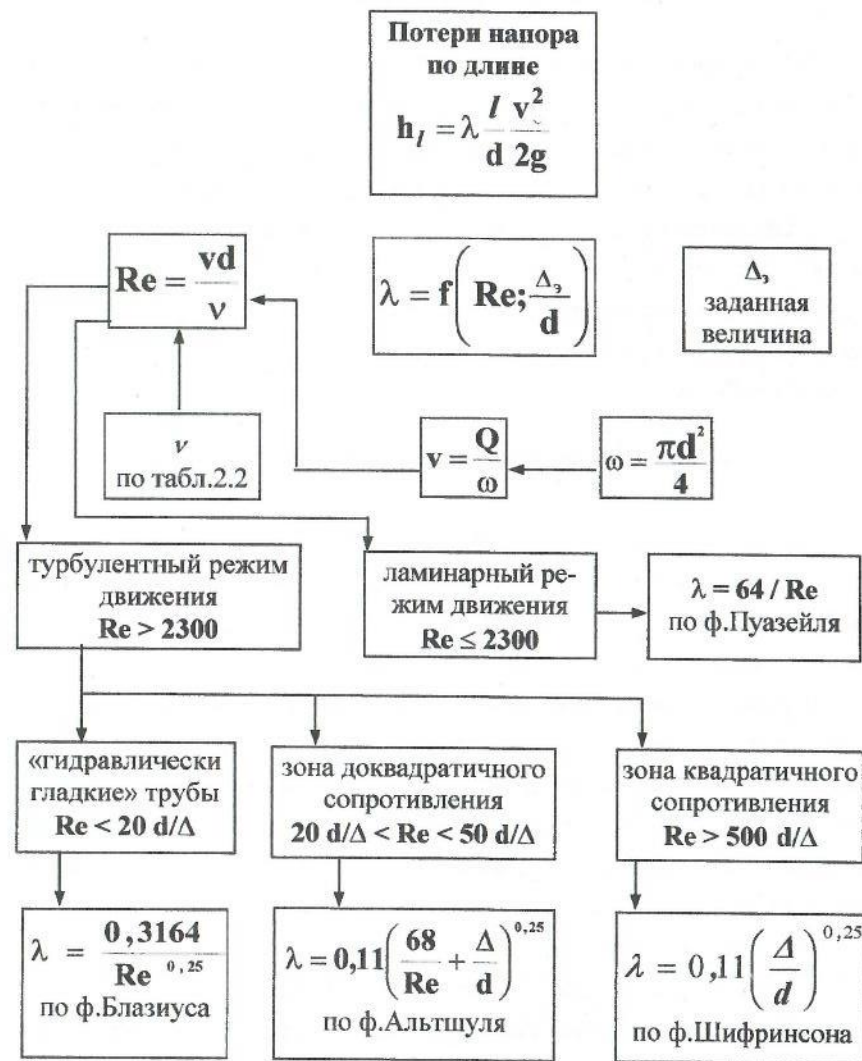 Потери напора
по длине
h_l = λ l/d v²/2g
Re = vd/ν
λ = f( Re; Δ_э/d )
Δ_э
заданная
величина
ν
по табл.2.2
v = Q/ω
ω = πd²/4
турбулентный режим
движения
Re > 2300
ламинарный ре-
жим движения
Re ≤ 2300
λ = 64 / Re
по ф.Пуазейля
«гидравлически
гладкие» трубы
Re < 20 d/Δ
зона доквадратичного
сопротивления
20 d/Δ < Re < 50 d/Δ
зона квадратичного
сопротивления
Re > 500 d/Δ
λ = 0,3164/Re^0,25
по ф.Блазиуса
λ = 0,11(68/Re + Δ/d)^0,25
по ф.Альтшуля
λ = 0,11(Δ/d)^0,25
по ф.Шифринсона